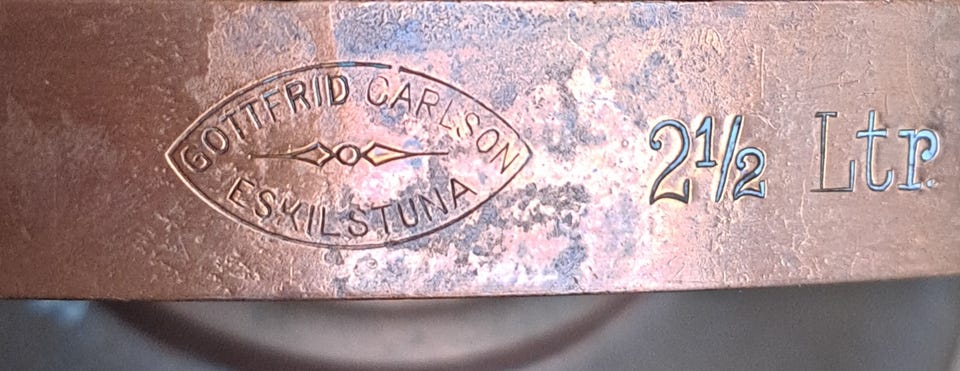 GOTTFRID CARLSON
ESKILSTUNA
2½ Ltr.